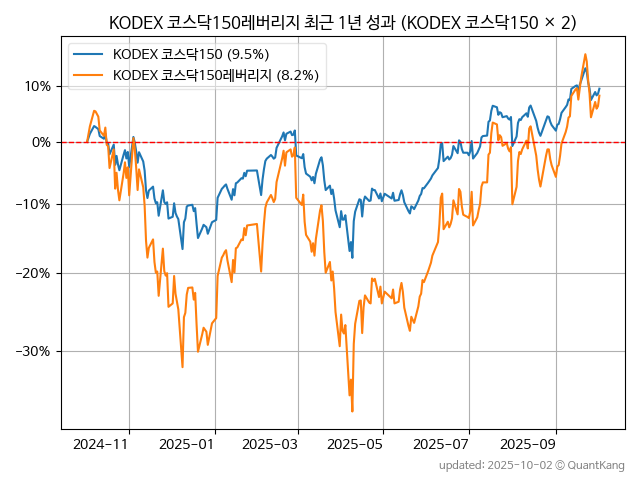 KODEX 코스닥150레버리지 최근 1년 성과 (KODEX 코스닥150 × 2)
KODEX 코스닥150 (9.5%)
KODEX 코스닥150레버리지 (8.2%)
10%
0%
−10%
−20%
−30%
2024-11
2025-01
2025-03
2025-05
2025-07
2025-09
updated: 2025-10-02 © QuantKang